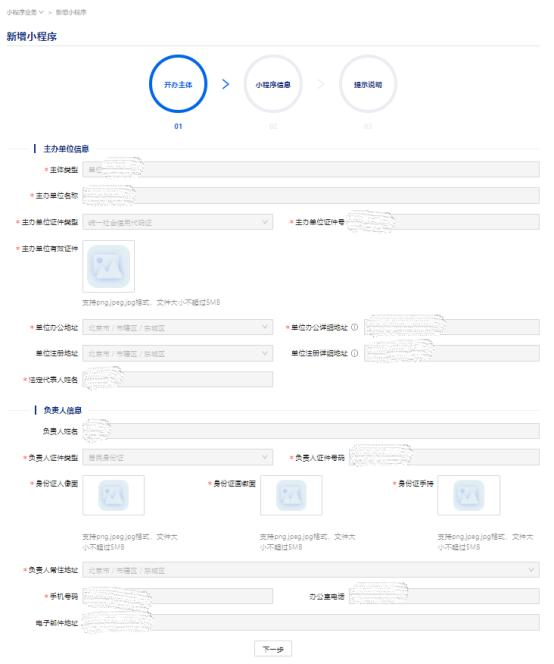 小程序业务 > 新增小程序
新增小程序
开办主体 > 小程序信息 > 提示说明
01 02 03
主办单位信息
* 主体类型 单位
* 主办单位名称
* 主办单位证件类型 统一社会信用代码证 * 主办单位证件号
* 主办单位有效证件
支持png,jpeg,jpg格式，文件大小不超过5MB
* 单位办公地址 北京市 / 市辖区 / 东城区 * 单位办公详细地址
单位注册地址 北京市 / 市辖区 / 东城区 单位注册详细地址
* 法定代表人姓名
负责人信息
负责人姓名
* 负责人证件类型 居民身份证 * 负责人证件号码
* 身份证人像面 * 身份证国徽面 * 身份证手持
支持png,jpeg,jpg格式，文件大 支持png,jpeg,jpg格式，文件大 支持png,jpeg,jpg格式，文件大
小不超过5MB 小不超过5MB 小不超过5MB
* 负责人常住地址 北京市 / 市辖区 / 东城区
* 手机号码 办公室电话
电子邮件地址
下一步